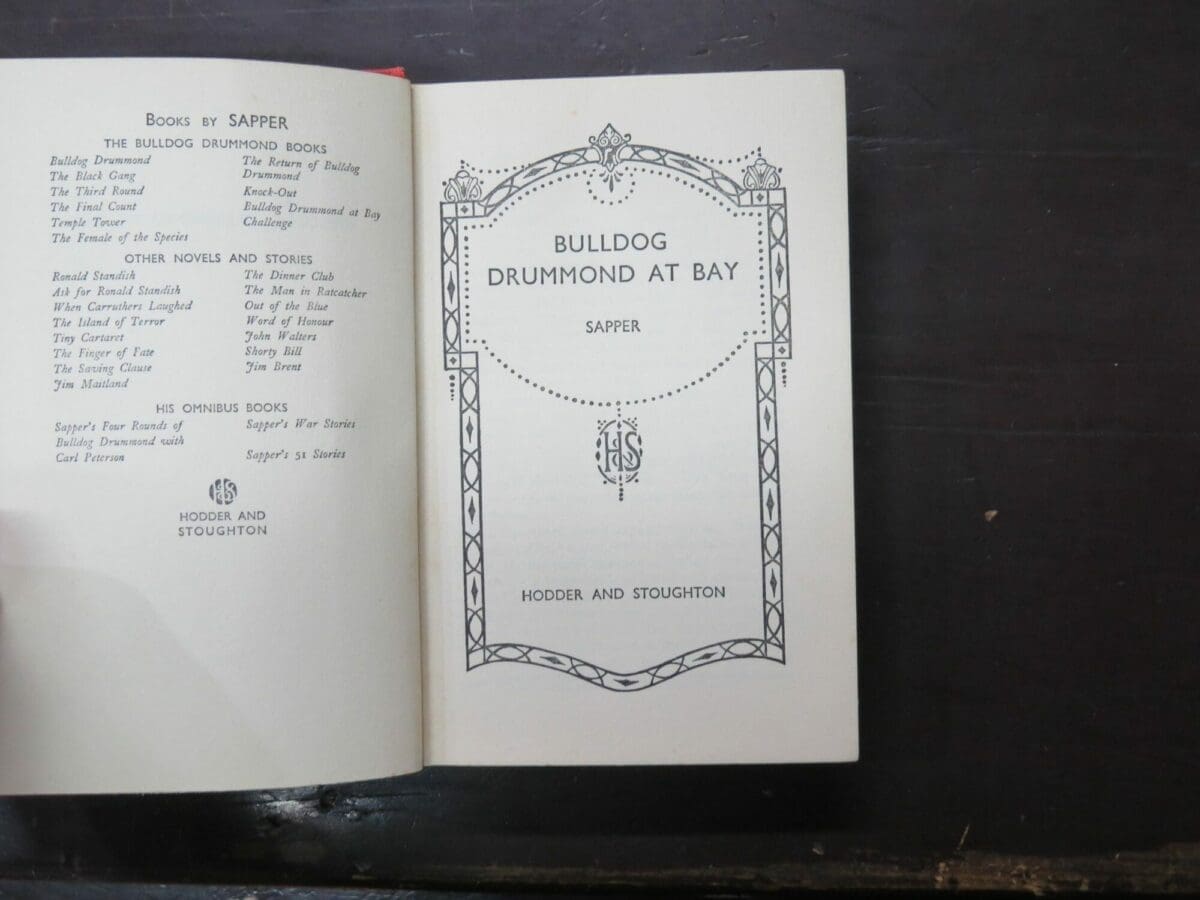 Books by SAPPER
THE BULLDOG DRUMMOND BOOKS
Bulldog Drummond
The Black Gang
The Third Round
The Final Count
Temple Tower
The Female of the Species
The Return of Bulldog
Drummond
Knock-Out
Bulldog Drummond at Bay
Challenge
OTHER NOVELS AND STORIES
Ronald Standish
Ask for Ronald Standish
When Carruthers Laughed
The Island of Terror
Tiny Cartaret
The Finger of Fate
The Saving Clause
Jim Maitland
The Dinner Club
The Man in Ratcatcher
Out of the Blue
Word of Honour
John Walters
Shorty Bill
Jim Brent
HIS OMNIBUS BOOKS
Sapper's Four Rounds of
Bulldog Drummond with
Carl Peterson
Sapper's War Stories
Sapper's 51 Stories
H&S
HODDER AND
STOUGHTON
BULLDOG
DRUMMOND AT BAY
SAPPER
H&S
HODDER AND STOUGHTON